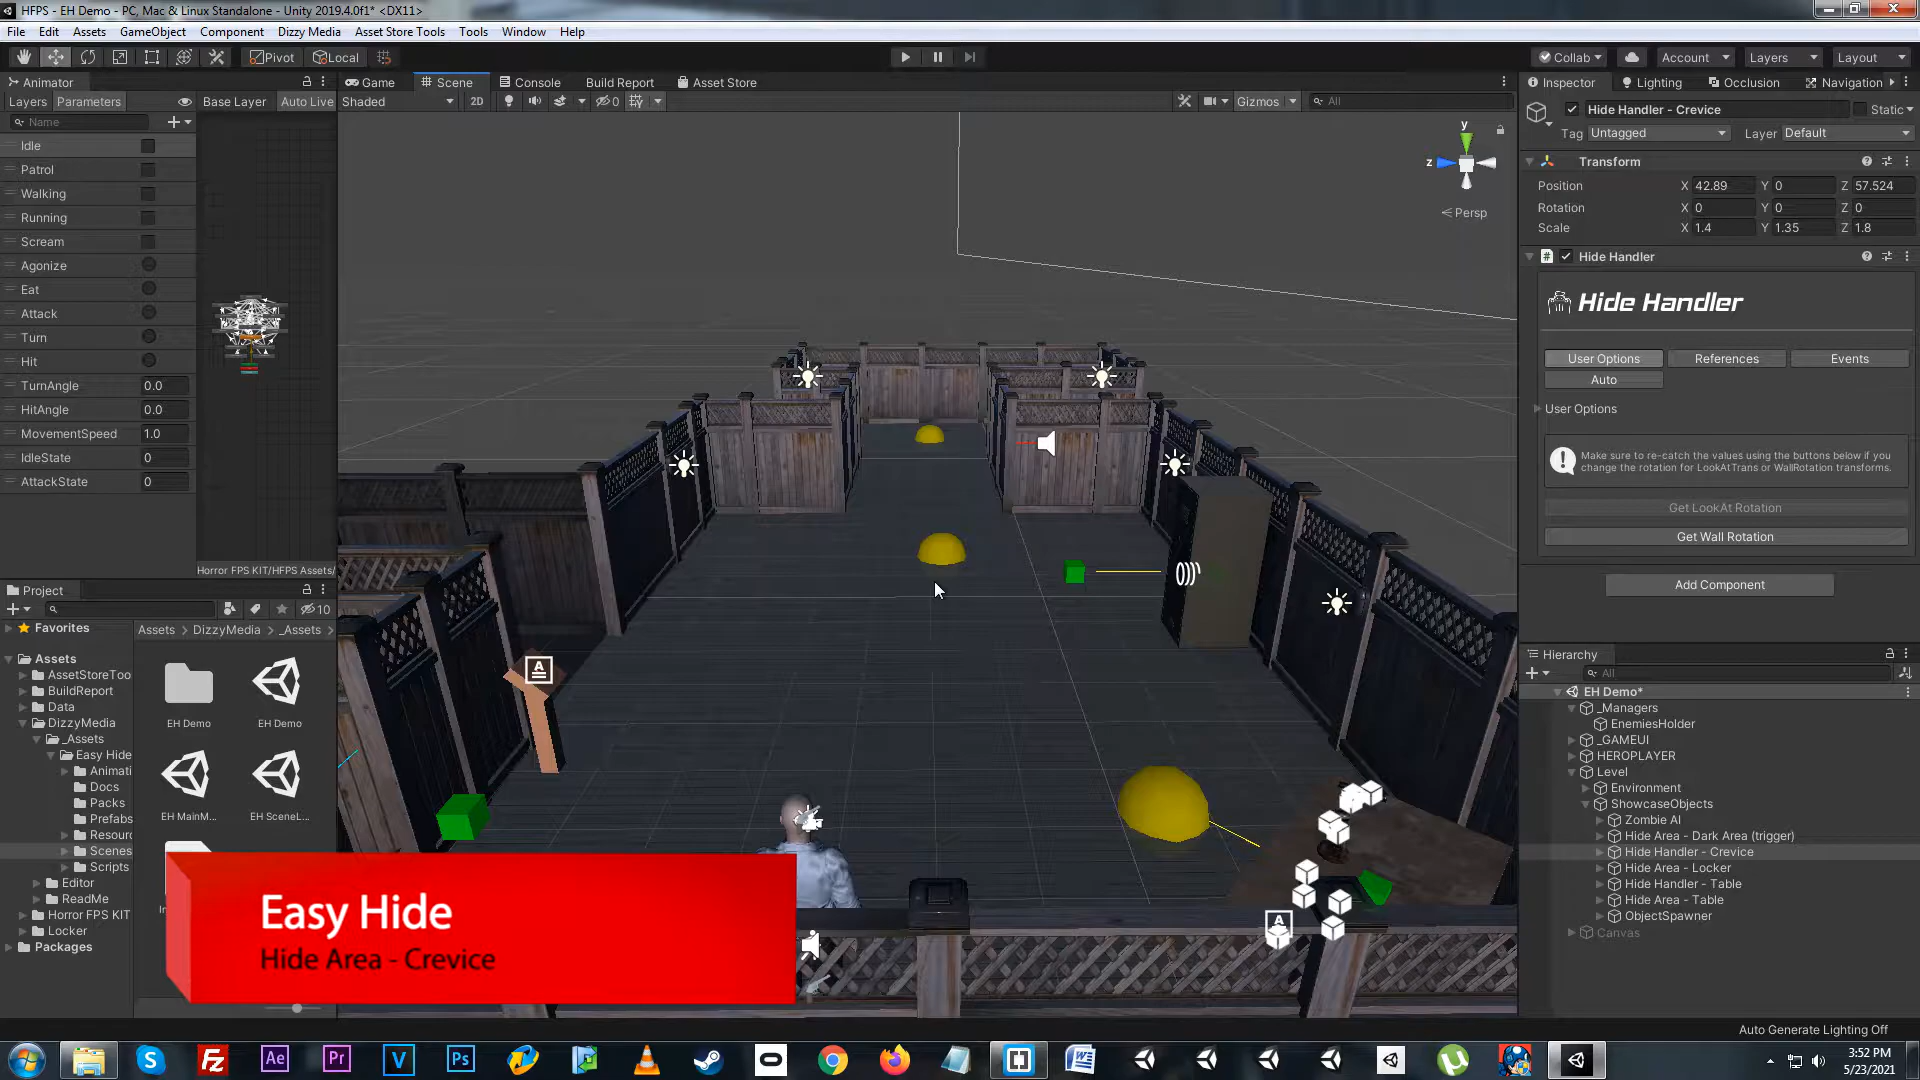 HFPS - EH Demo - PC, Mac & Linux Standalone - Unity 2019.4.0f1* <DX11>
File Edit Assets GameObject Component Dizzy Media Asset Store Tools Tools Window Help
Pivot Local Collab Account Layers Layout
Animator
Layers Parameters Base Layer Auto Live
Name
Idle
Patrol
Walking
Running
Scream
Agonize
Eat
Attack
Turn
Hit
TurnAngle 0.0
HitAngle 0.0
MovementSpeed 1.0
IdleState 0
AttackState 0
Horror FPS KIT/HFPS Assets/
Game Scene Console Build Report Asset Store
Shaded 2D 0 Gizmos All
y
z
Persp
Inspector Lighting Occlusion Navigation
Hide Handler - Crevice Static
Tag Untagged Layer Default
Transform
Position X 42.89 Y 0 Z 57.524
Rotation X 0 Y 0 Z 0
Scale X 1.4 Y 1.35 Z 1.8
Hide Handler
Hide Handler
User Options References Events
Auto
User Options
Make sure to re-catch the values using the buttons below if you
change the rotation for LookAtTrans or WallRotation transforms.
Get LookAt Rotation
Get Wall Rotation
Add Component
Hierarchy
All
EH Demo*
_Managers
EnemiesHolder
_GAMEUI
HEROPLAYER
Level
Environment
ShowcaseObjects
Zombie AI
Hide Area - Dark Area (trigger)
Hide Handler - Crevice
Hide Area - Locker
Hide Handler - Table
Hide Area - Table
ObjectSpawner
Canvas
Project
10
Favorites
Assets
AssetStoreToo
BuildReport
Data
DizzyMedia
_Assets
Easy Hide
Animati
Docs
Packs
Prefabs
Resour
Scenes
Scripts
Editor
ReadMe
Horror FPS KIT
Locker
Packages
Assets DizzyMedia _Assets
EH Demo EH Demo
EH MainM... EH SceneL...
Easy Hide
Hide Area - Crevice
Auto Generate Lighting Off
3:52 PM
5/23/2021